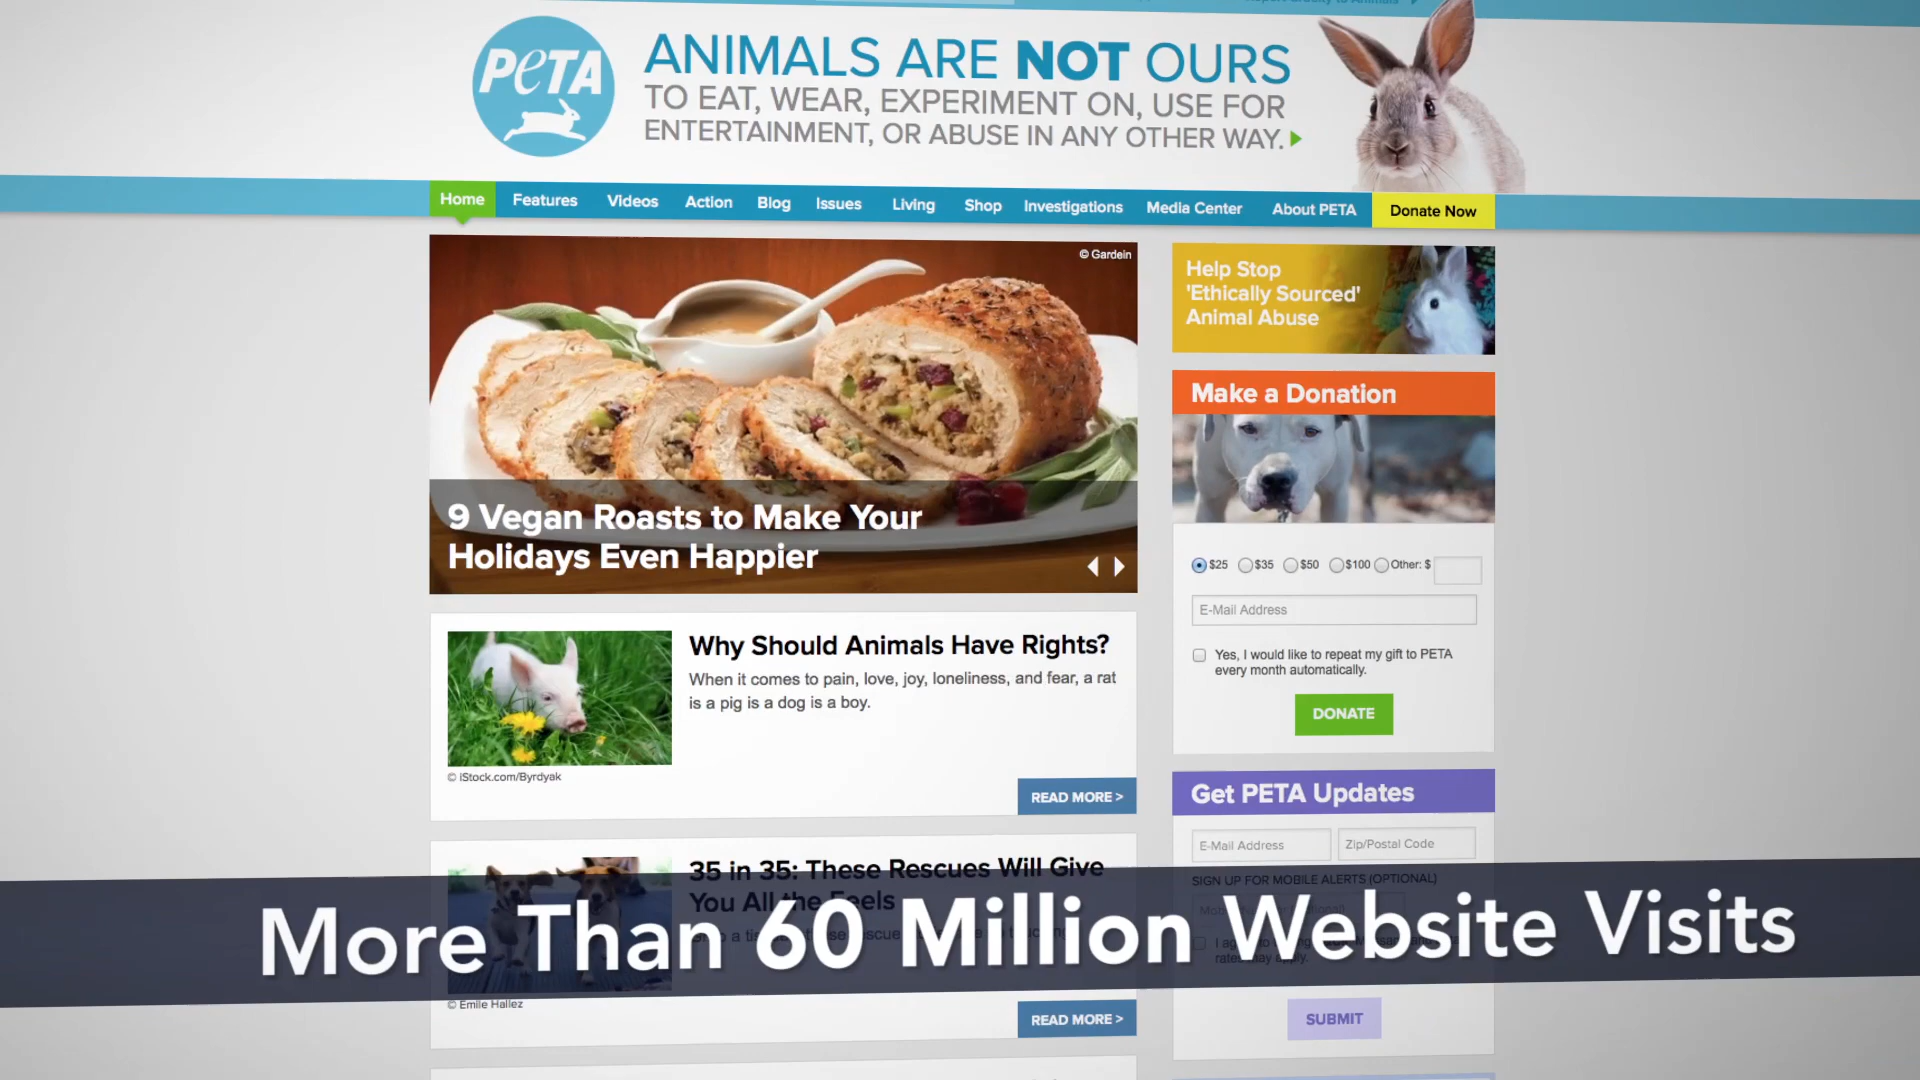 PETA
ANIMALS ARE NOT OURS
TO EAT, WEAR, EXPERIMENT ON, USE FOR
ENTERTAINMENT, OR ABUSE IN ANY OTHER WAY.
Home Features Videos Action Blog Issues Living Shop Investigations Media Center About PETA Donate Now
© Gardein
9 Vegan Roasts to Make Your
Holidays Even Happier
Help Stop
'Ethically Sourced'
Animal Abuse
Make a Donation
$25 $35 $50 $100 Other: $
E-Mail Address
Yes, I would like to repeat my gift to PETA
every month automatically.
DONATE
Why Should Animals Have Rights?
When it comes to pain, love, joy, loneliness, and fear, a rat
is a pig is a dog is a boy.
© iStock.com/Byrdyak
READ MORE >
Get PETA Updates
E-Mail Address Zip/Postal Code
SIGN UP FOR MOBILE ALERTS (OPTIONAL)
35 in 35: These Rescues Will Give
You All the Feels
More Than 60 Million Website Visits
© Emile Hallez
READ MORE >
SUBMIT